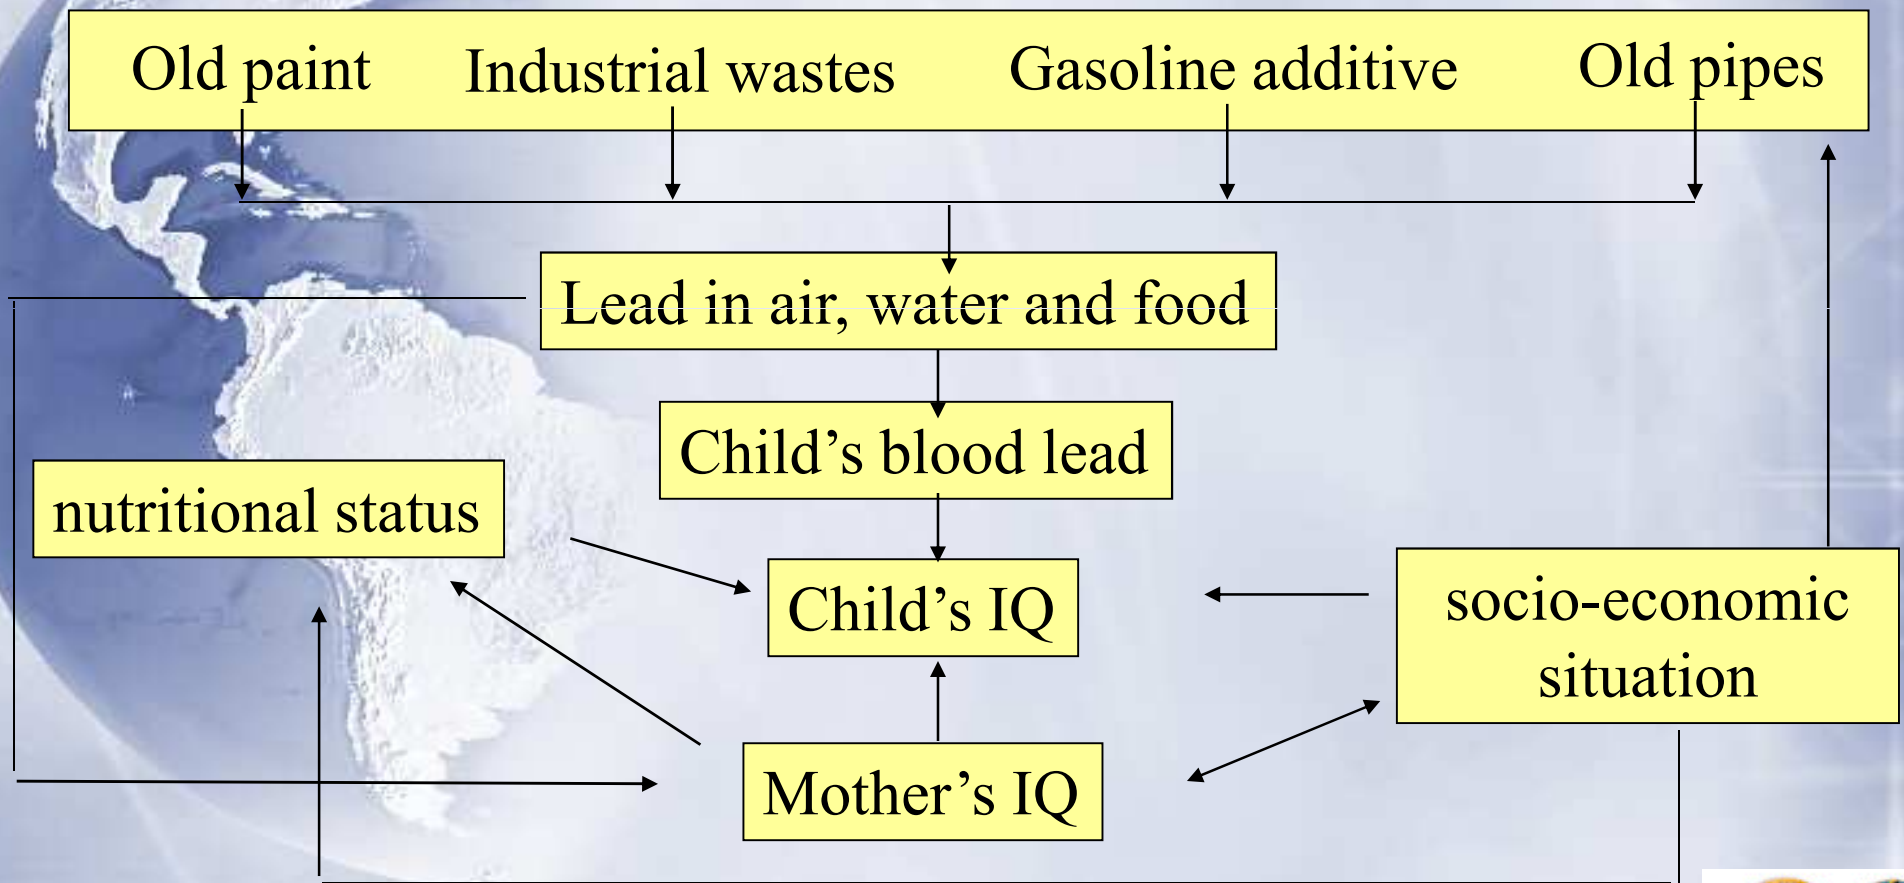 Old paint Industrial wastes Gasoline additive Old pipes
Lead in air, water and food
Child’s blood lead
nutritional status
Child’s IQ
socio-economic
situation
Mother’s IQ